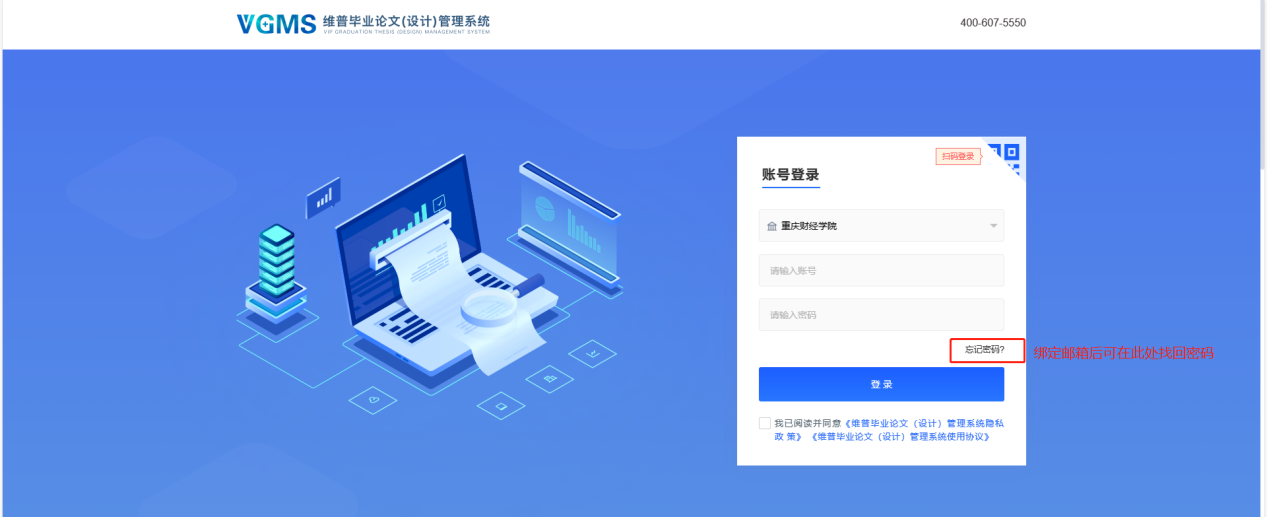 VGMS 维普毕业论文(设计)管理系统
VIP GRADUATION THESIS (DESIGN) MANAGEMENT SYSTEM
400-607-5550
扫码登录
账号登录
重庆财经学院
请输入账号
请输入密码
忘记密码?
绑定邮箱后可在此处找回密码
登录
我已阅读并同意《维普毕业论文（设计）管理系统隐私
政 策》 《维普毕业论文（设计）管理系统使用协议》